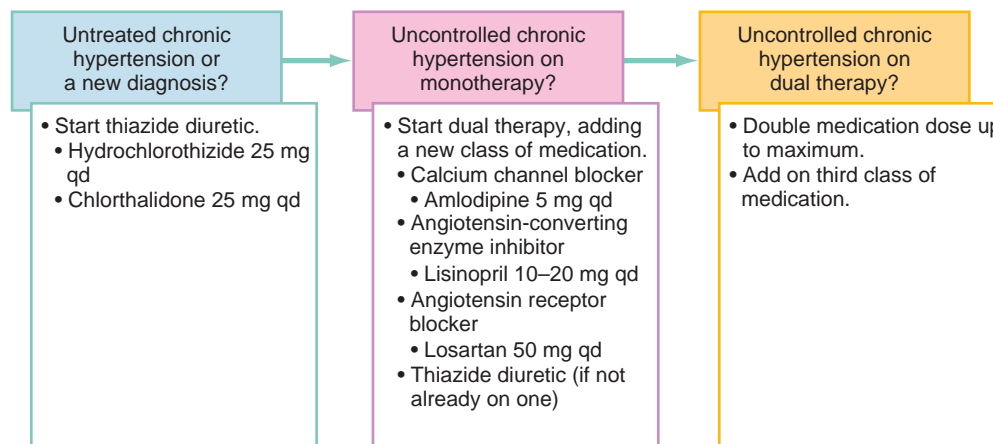 Untreated chronic
hypertension or
a new diagnosis?
• Start thiazide diuretic.
• Hydrochlorothizide 25 mg
qd
• Chlorthalidone 25 mg qd
Uncontrolled chronic
hypertension on
monotherapy?
• Start dual therapy, adding
a new class of medication.
• Calcium channel blocker
• Amlodipine 5 mg qd
• Angiotensin-converting
enzyme inhibitor
• Lisinopril 10–20 mg qd
• Angiotensin receptor
blocker
• Losartan 50 mg qd
• Thiazide diuretic (if not
already on one)
Uncontrolled chronic
hypertension on
dual therapy?
• Double medication dose up
to maximum.
• Add on third class of
medication.